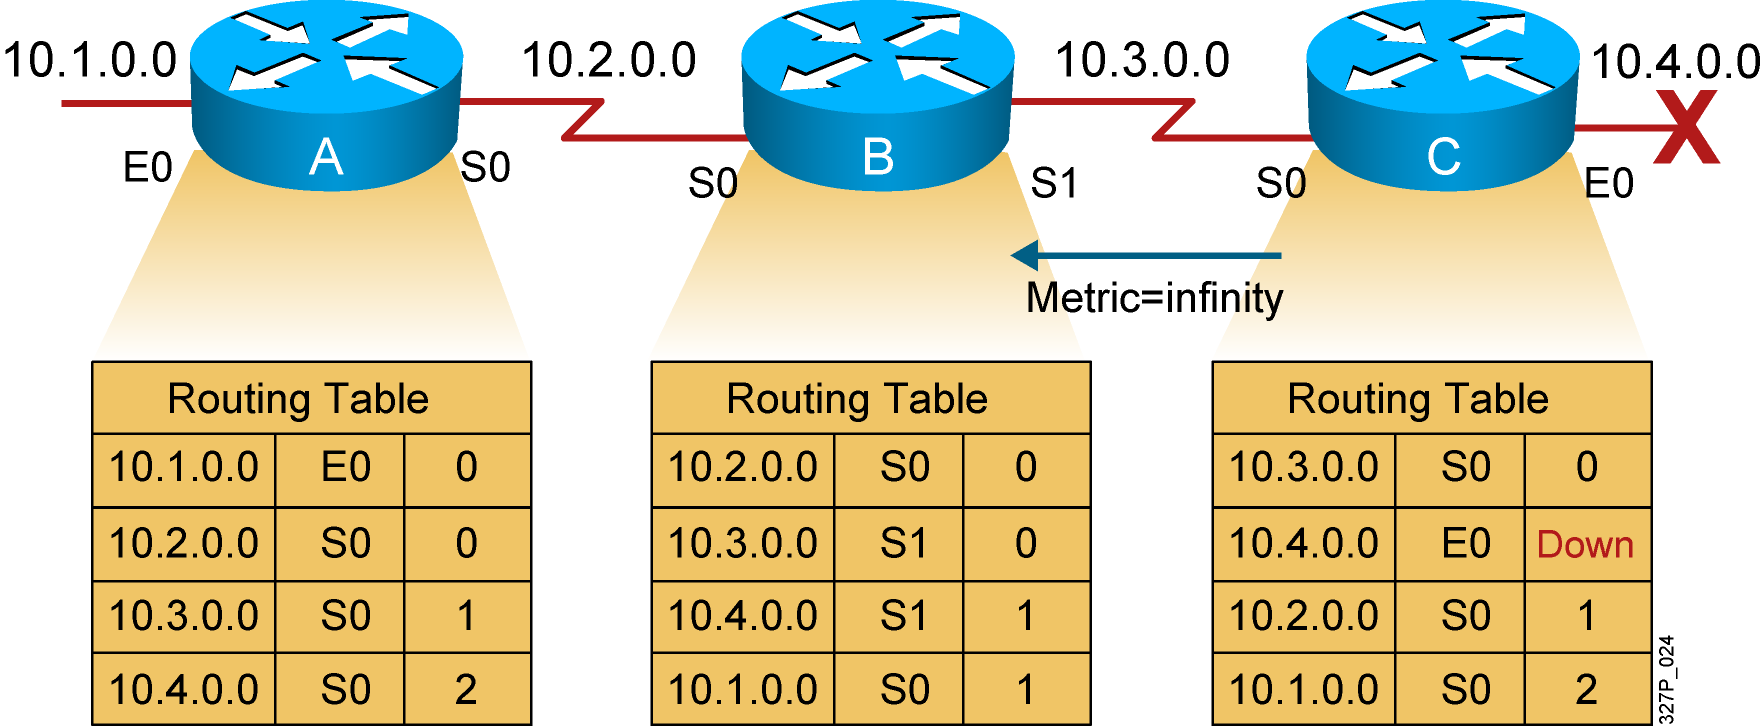 10.1.0.0 10.2.0.0 10.3.0.0 10.4.0.0
A B C
E0 S0 S0 S1 S0 E0
Metric=infinity
Routing Table
10.1.0.0 E0 0
10.2.0.0 S0 0
10.3.0.0 S0 1
10.4.0.0 S0 2
Routing Table
10.2.0.0 S0 0
10.3.0.0 S1 0
10.4.0.0 S1 1
10.1.0.0 S0 1
Routing Table
10.3.0.0 S0 0
10.4.0.0 E0 Down
10.2.0.0 S0 1
10.1.0.0 S0 2
327P_024